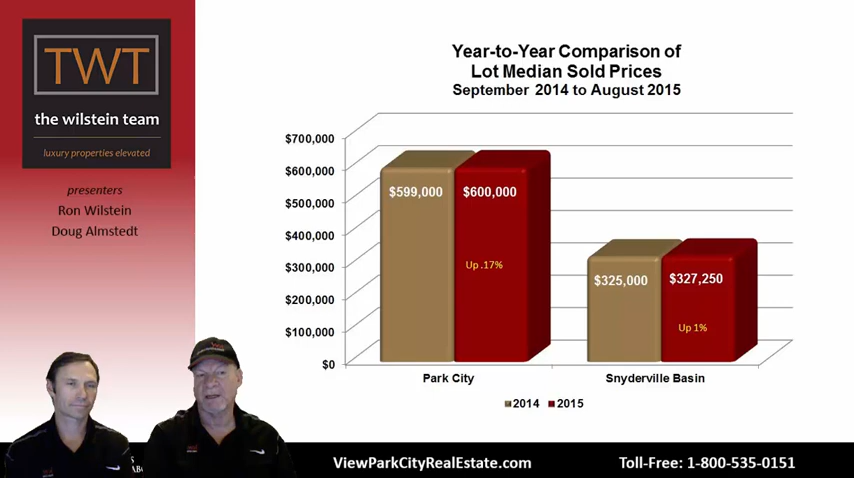 TWT
the wilstein team
luxury properties elevated
presenters
Ron Wilstein
Doug Almstedt
Year-to-Year Comparison of
Lot Median Sold Prices
September 2014 to August 2015
$700,000
$600,000
$500,000
$400,000
$300,000
$200,000
$100,000
$0
$599,000
$600,000
Up .17%
$325,000
$327,250
Up 1%
Park City
Snyderville Basin
2014
2015
TWT
ViewParkCityRealEstate.com
Toll-Free: 1-800-535-0151